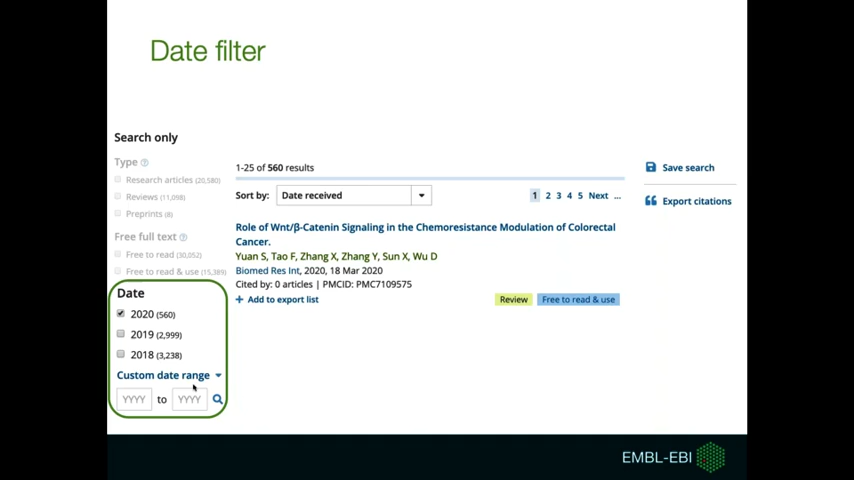 Date filter
Search only
Type ?
Research articles (20,580)
Reviews (11,098)
Preprints (8)
Free full text ?
Free to read (30,052)
Free to read & use (15,389)
Date
2020 (560)
2019 (2,999)
2018 (3,238)
Custom date range
YYYY to YYYY
1-25 of 560 results
Sort by: Date received
1 2 3 4 5 Next ...
Role of Wnt/β-Catenin Signaling in the Chemoresistance Modulation of Colorectal
Cancer.
Yuan S, Tao F, Zhang X, Zhang Y, Sun X, Wu D
Biomed Res Int, 2020, 18 Mar 2020
Cited by: 0 articles | PMCID: PMC7109575
+ Add to export list
Review Free to read & use
Save search
Export citations
EMBL-EBI